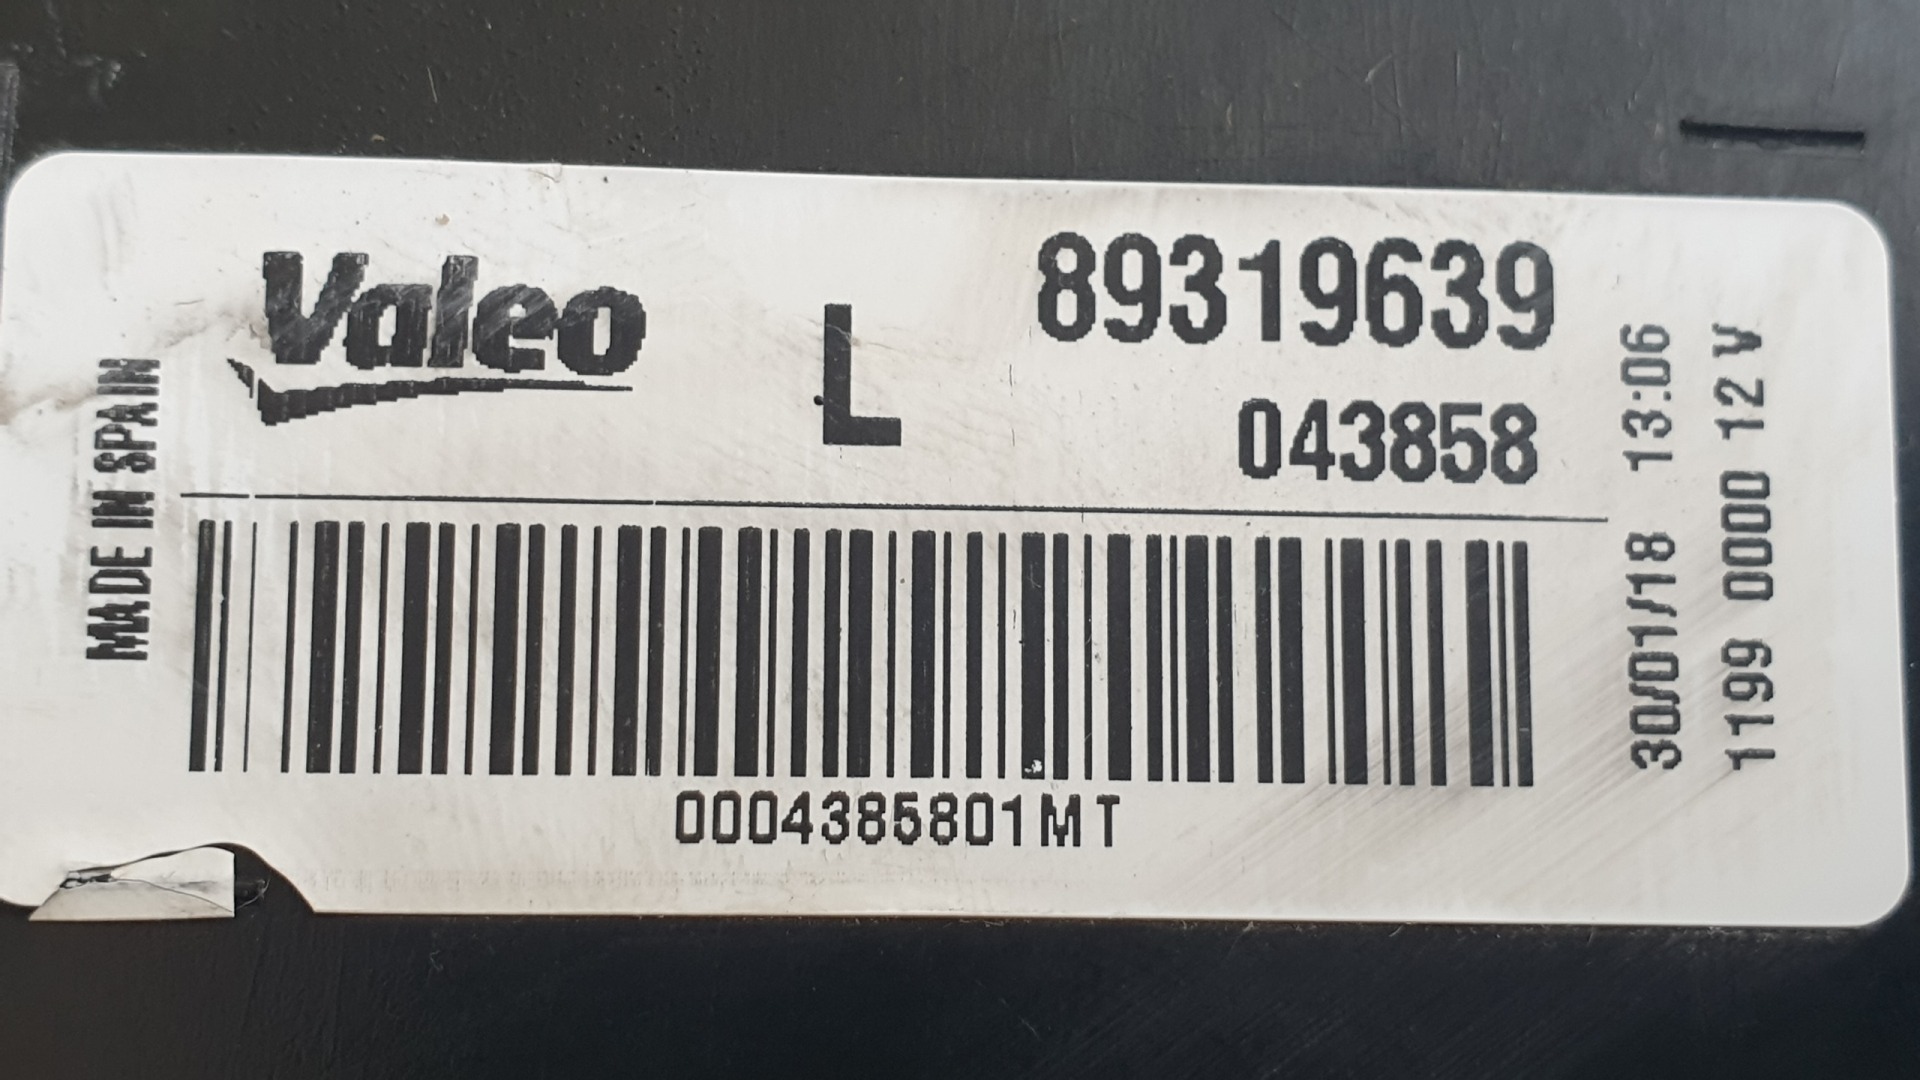 Valeo
L
89319639
043858
MADE IN SPAIN
0004385801MT
30/01/18 13:06
1199 0000 12 V